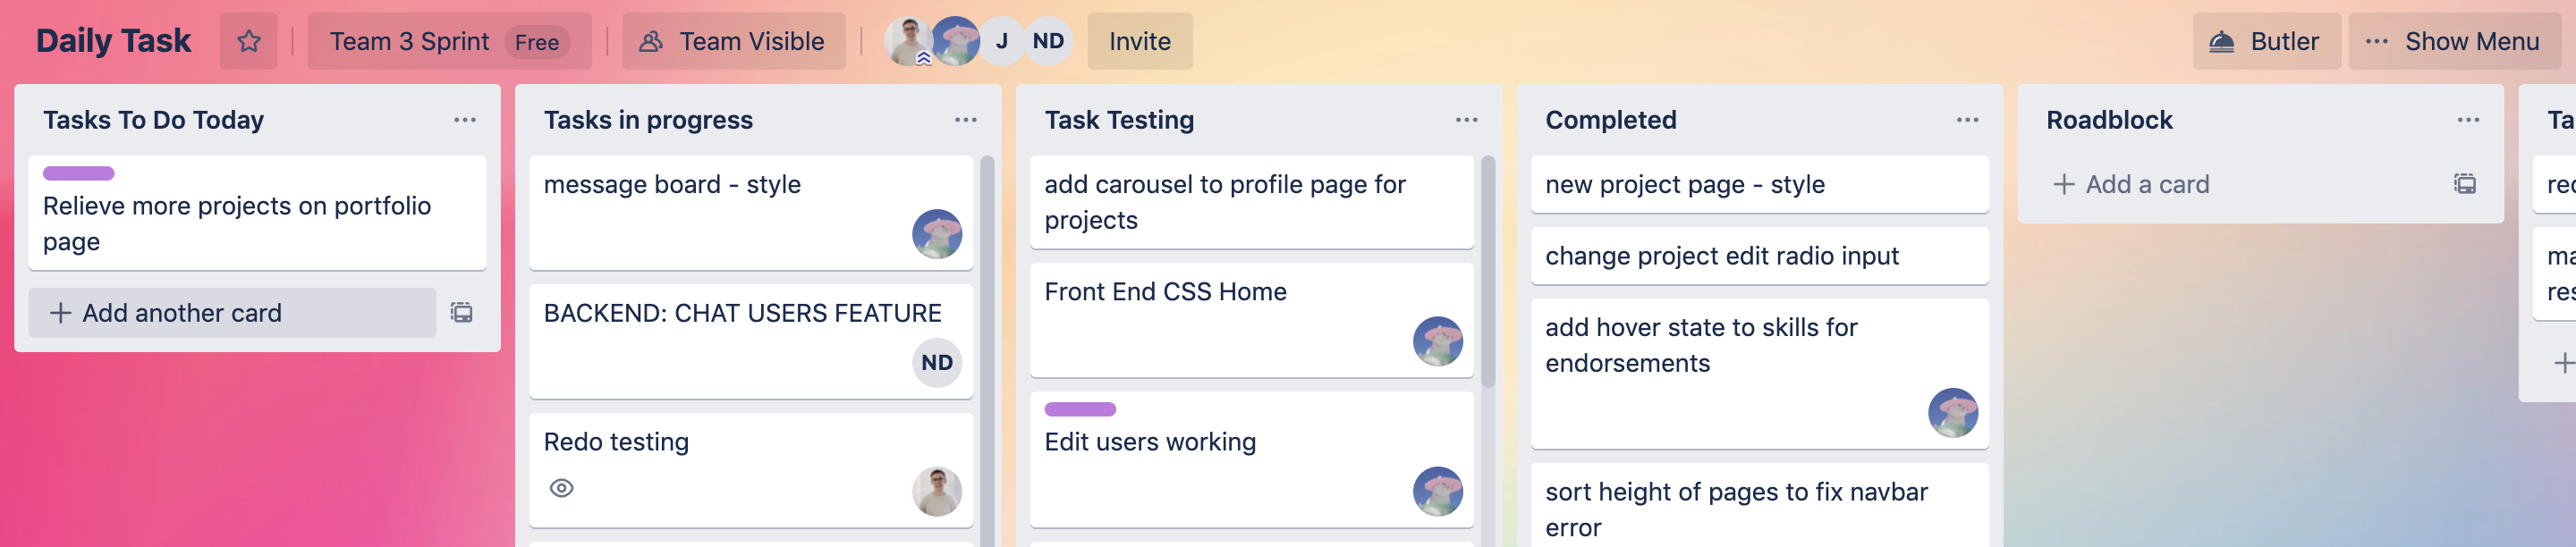 Daily Task
Team 3 Sprint Free
Team Visible
J
ND
Invite
Butler
Show Menu
Tasks To Do Today
Relieve more projects on portfolio
page
Add another card
Tasks in progress
message board - style
BACKEND: CHAT USERS FEATURE
ND
Redo testing
Task Testing
add carousel to profile page for
projects
Front End CSS Home
Edit users working
Completed
new project page - style
change project edit radio input
add hover state to skills for
endorsements
sort height of pages to fix navbar
error
Roadblock
Add a card
Ta